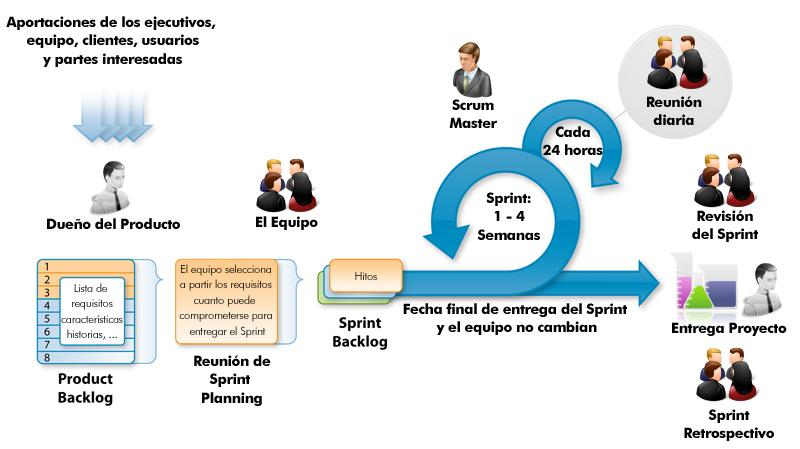 Aportaciones de los ejecutivos,
equipo, clientes, usuarios
y partes interesadas
Dueño del Producto
El Equipo
Scrum
Master
Reunión
diaria
Cada
24 horas
Sprint:
1 - 4
Semanas
Revisión
del Sprint
1
2
3
4
5
6
7
8
Lista de
requisitos
características
historias, ...
Product
Backlog
El equipo selecciona
a partir los requisitos
cuanto puede
comprometerse para
entregar el Sprint
Reunión de
Sprint
Planning
Hitos
Sprint
Backlog
Fecha final de entrega del Sprint
y el equipo no cambian
Entrega Proyecto
Sprint
Retrospectivo